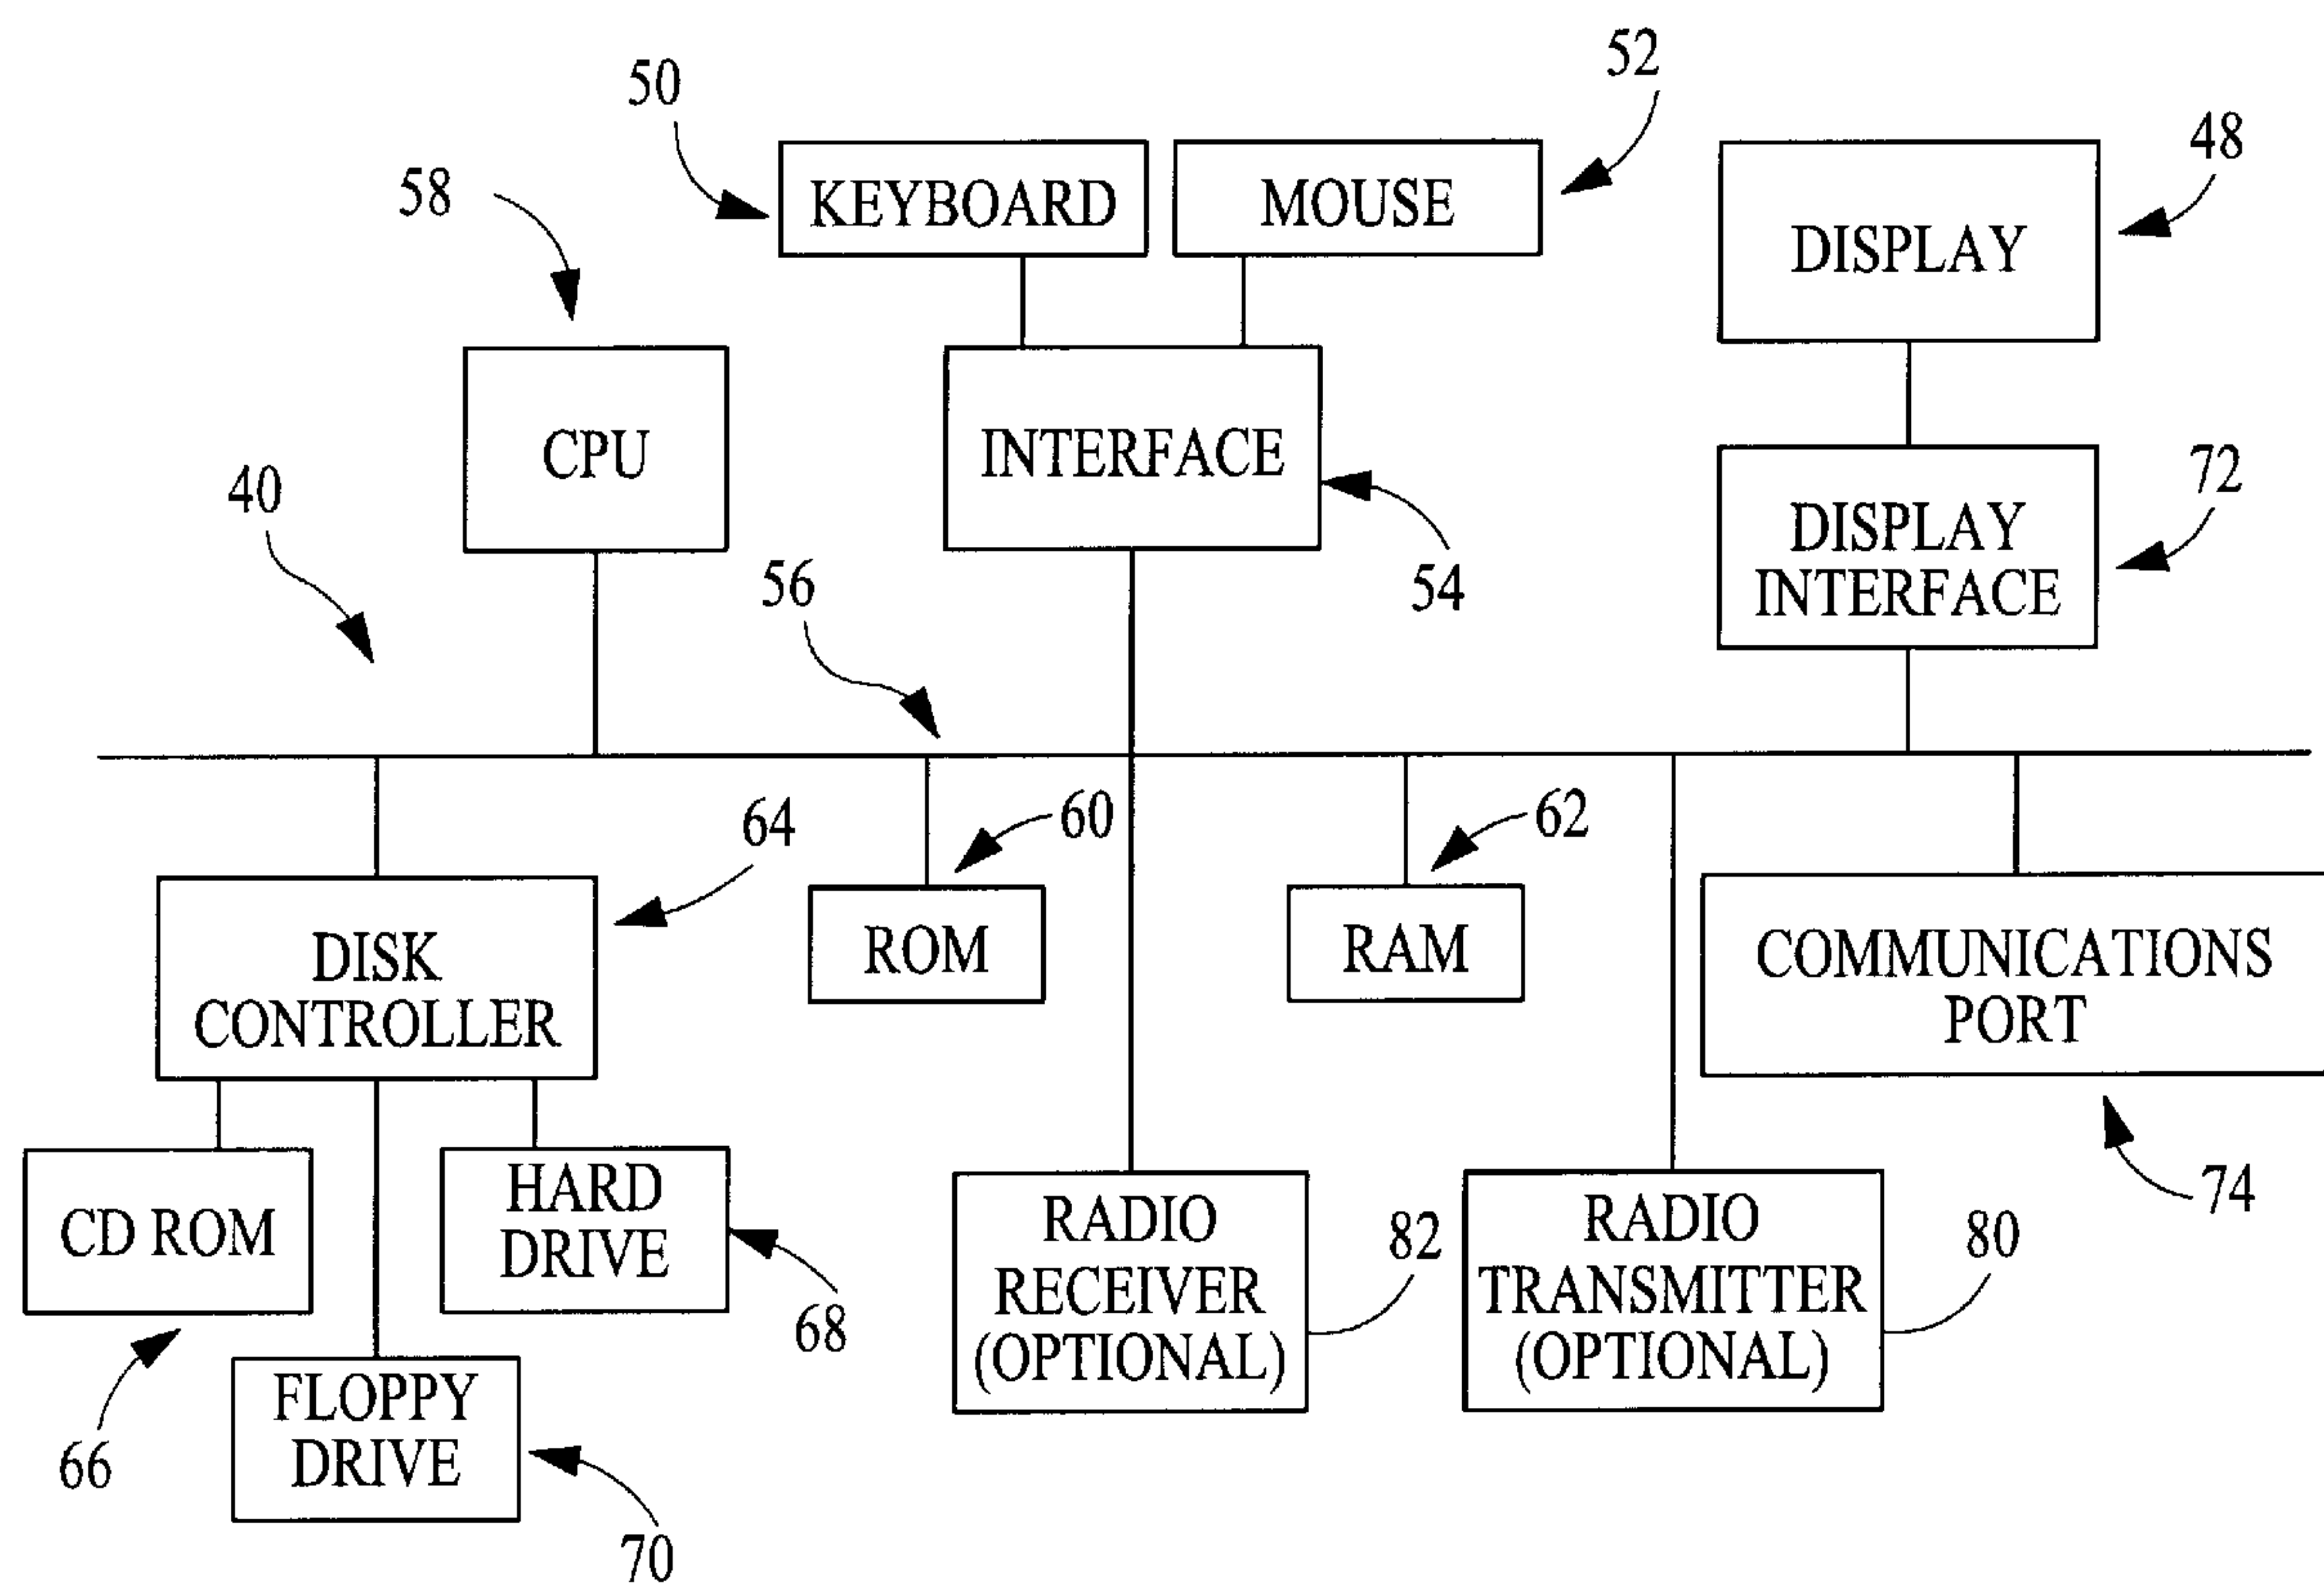 52
50
48
58
KEYBOARD
MOUSE
DISPLAY
CPU
INTERFACE
72
40
DISPLAY
INTERFACE
56
54
64
60
62
DISK
CONTROLLER
ROM
RAM
COMMUNICATIONS
PORT
CD ROM
HARD
DRIVE
74
RADIO
RECEIVER
(OPTIONAL)
82
RADIO
TRANSMITTER
(OPTIONAL)
80
68
66
FLOPPY
DRIVE
70